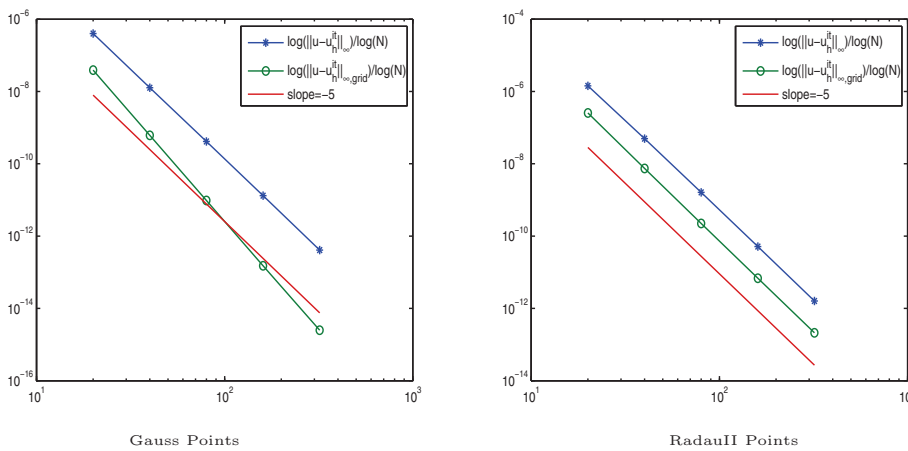 10^-6
10^-8
10^-10
10^-12
10^-14
10^-16
10^1
10^2
10^3
log(||u−u_h^it||_∞)/log(N)
log(||u−u_h^it||_∞,grid)/log(N)
slope=−5
Gauss Points
10^-4
10^-6
10^-8
10^-10
10^-12
10^-14
10^1
10^2
10
log(||u−u_h^it||_∞)/log(N)
log(||u−u_h^it||_∞,grid)/log(N)
slope=−5
RadauII Points